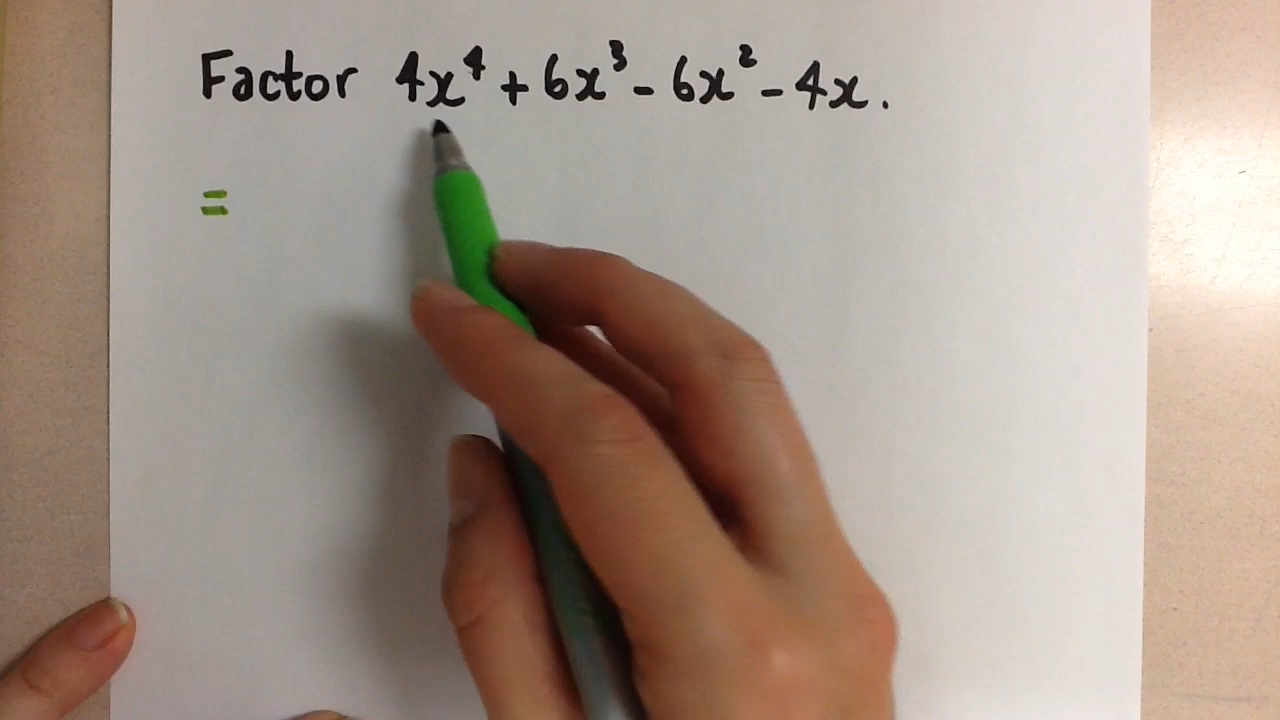 Factor 4x⁴ + 6x³ - 6x² - 4x.
=